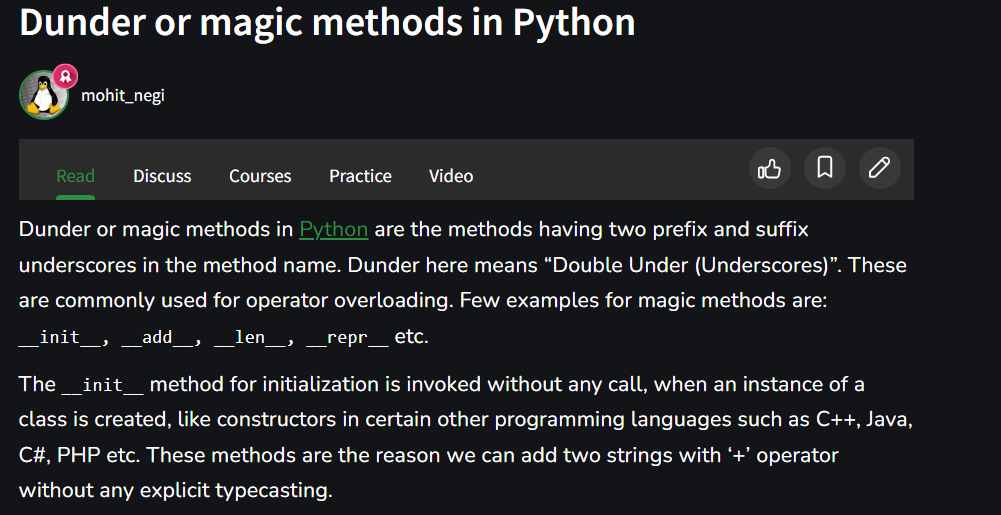 Dunder or magic methods in Python
mohit_negi
Read Discuss Courses Practice Video
Dunder or magic methods in Python are the methods having two prefix and suffix
underscores in the method name. Dunder here means “Double Under (Underscores)”. These
are commonly used for operator overloading. Few examples for magic methods are:
__init__, __add__, __len__, __repr__ etc.
The __init__ method for initialization is invoked without any call, when an instance of a
class is created, like constructors in certain other programming languages such as C++, Java,
C#, PHP etc. These methods are the reason we can add two strings with ‘+’ operator
without any explicit typecasting.